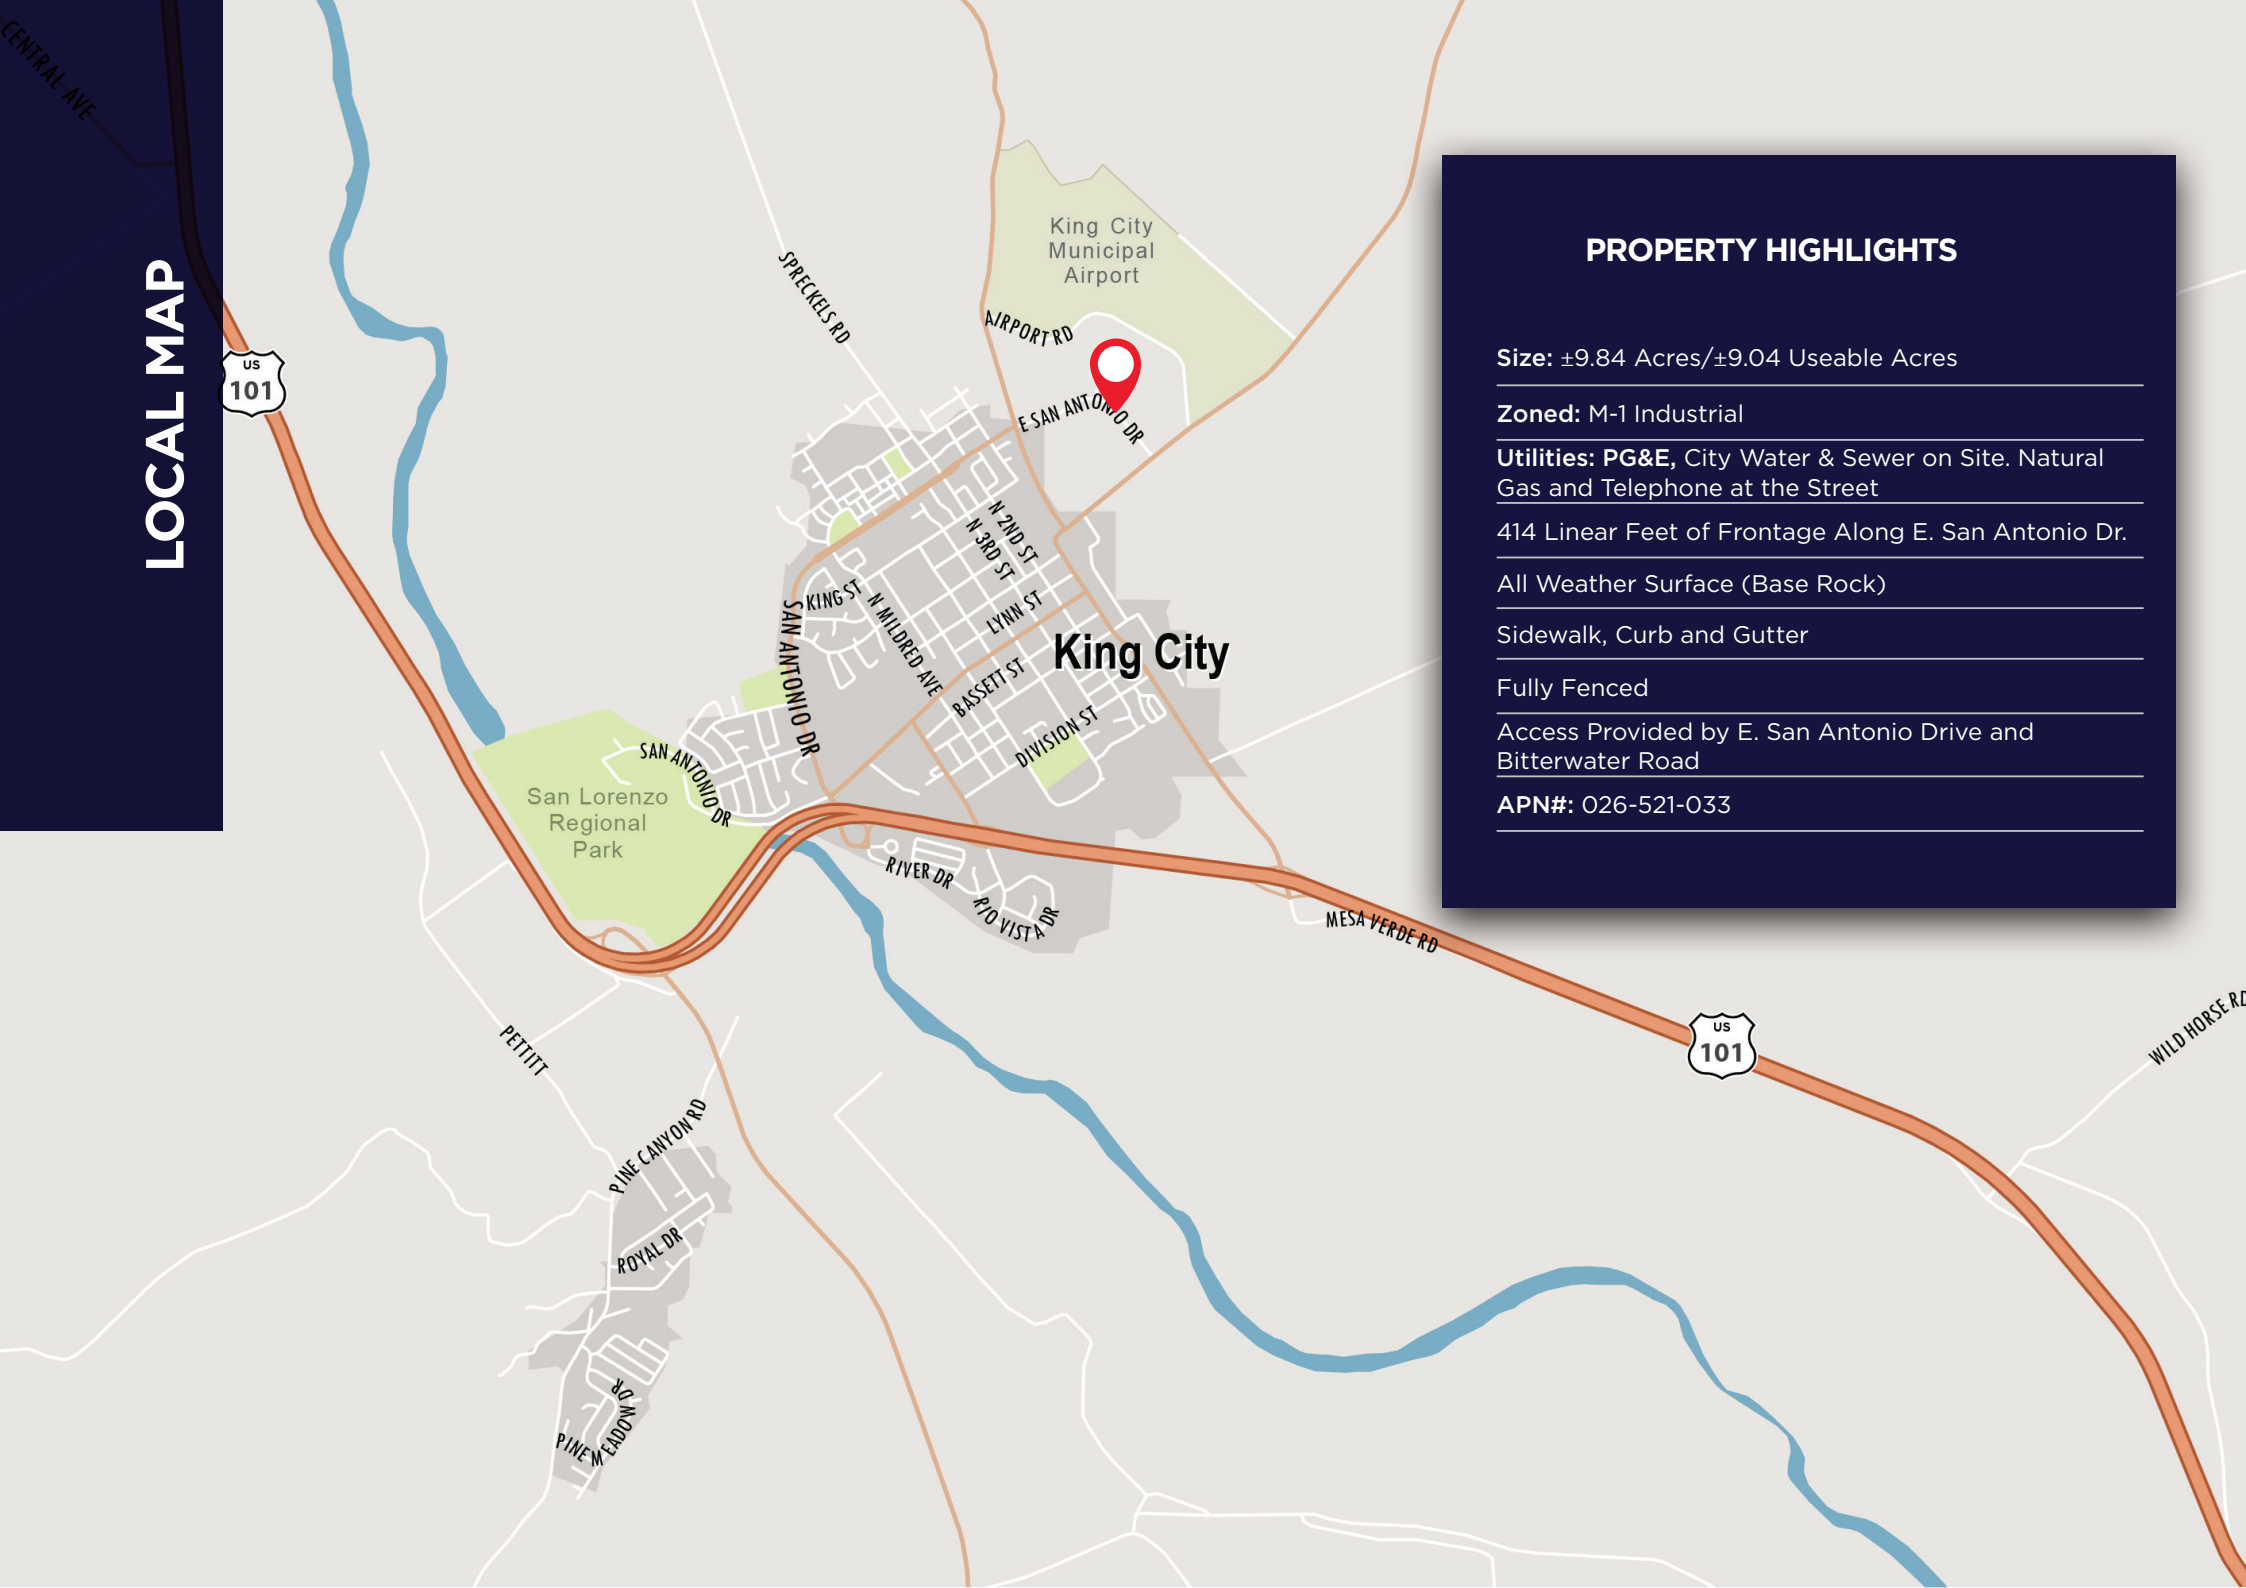 CENTRAL AVE
LOCAL MAP
US
101
SPRECKELS RD
King City
Municipal
Airport
AIRPORT RD
E SAN ANTONIO DR
N 2ND ST
N 3RD ST
KING ST
N MILDRED AVE
LYNN ST
SAN ANTONIO DR
King City
BASSETT ST
DIVISION ST
SAN ANTONIO DR
San Lorenzo
Regional
Park
RIVER DR
RIO VISTA DR
MESA VERDE RD
US
101
WILD HORSE RD
PETTITT
PINE CANYON RD
ROYAL DR
PINE MEADOW DR
PROPERTY HIGHLIGHTS
Size: ±9.84 Acres/±9.04 Useable Acres
Zoned: M-1 Industrial
Utilities: PG&E, City Water & Sewer on Site. Natural
Gas and Telephone at the Street
414 Linear Feet of Frontage Along E. San Antonio Dr.
All Weather Surface (Base Rock)
Sidewalk, Curb and Gutter
Fully Fenced
Access Provided by E. San Antonio Drive and
Bitterwater Road
APN#: 026-521-033